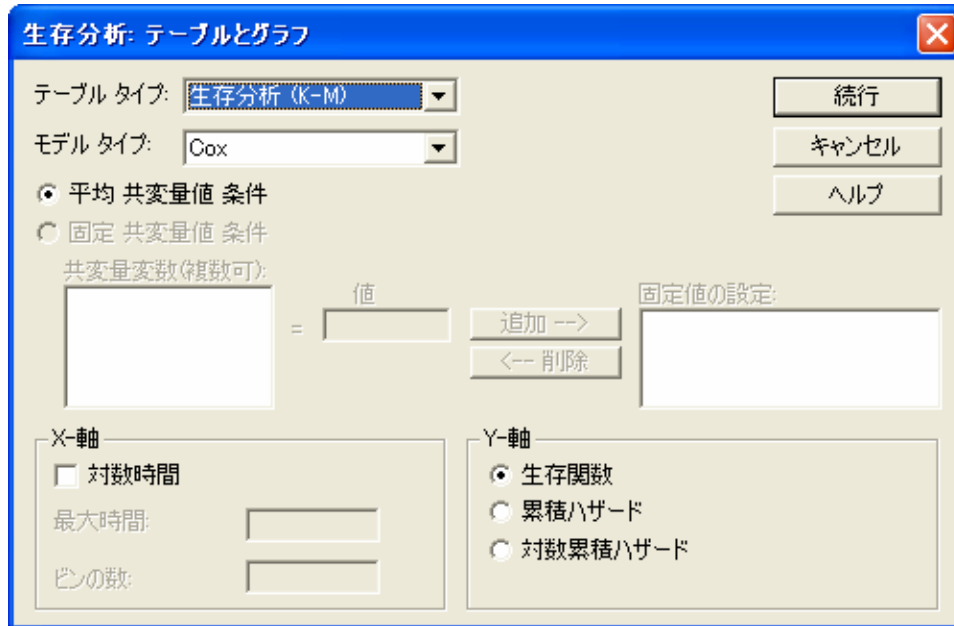 生存分析: テーブルとグラフ
テーブル タイプ: 生存分析 (K-M)
続行
モデル タイプ: Cox
キャンセル
平均 共変量値 条件
ヘルプ
固定 共変量値 条件
共変量変数(複数可):
値
固定値の設定:
=
追加 -->
<-- 削除
X-軸
対数時間
最大時間:
ビンの数:
Y-軸
生存関数
累積ハザード
対数累積ハザード